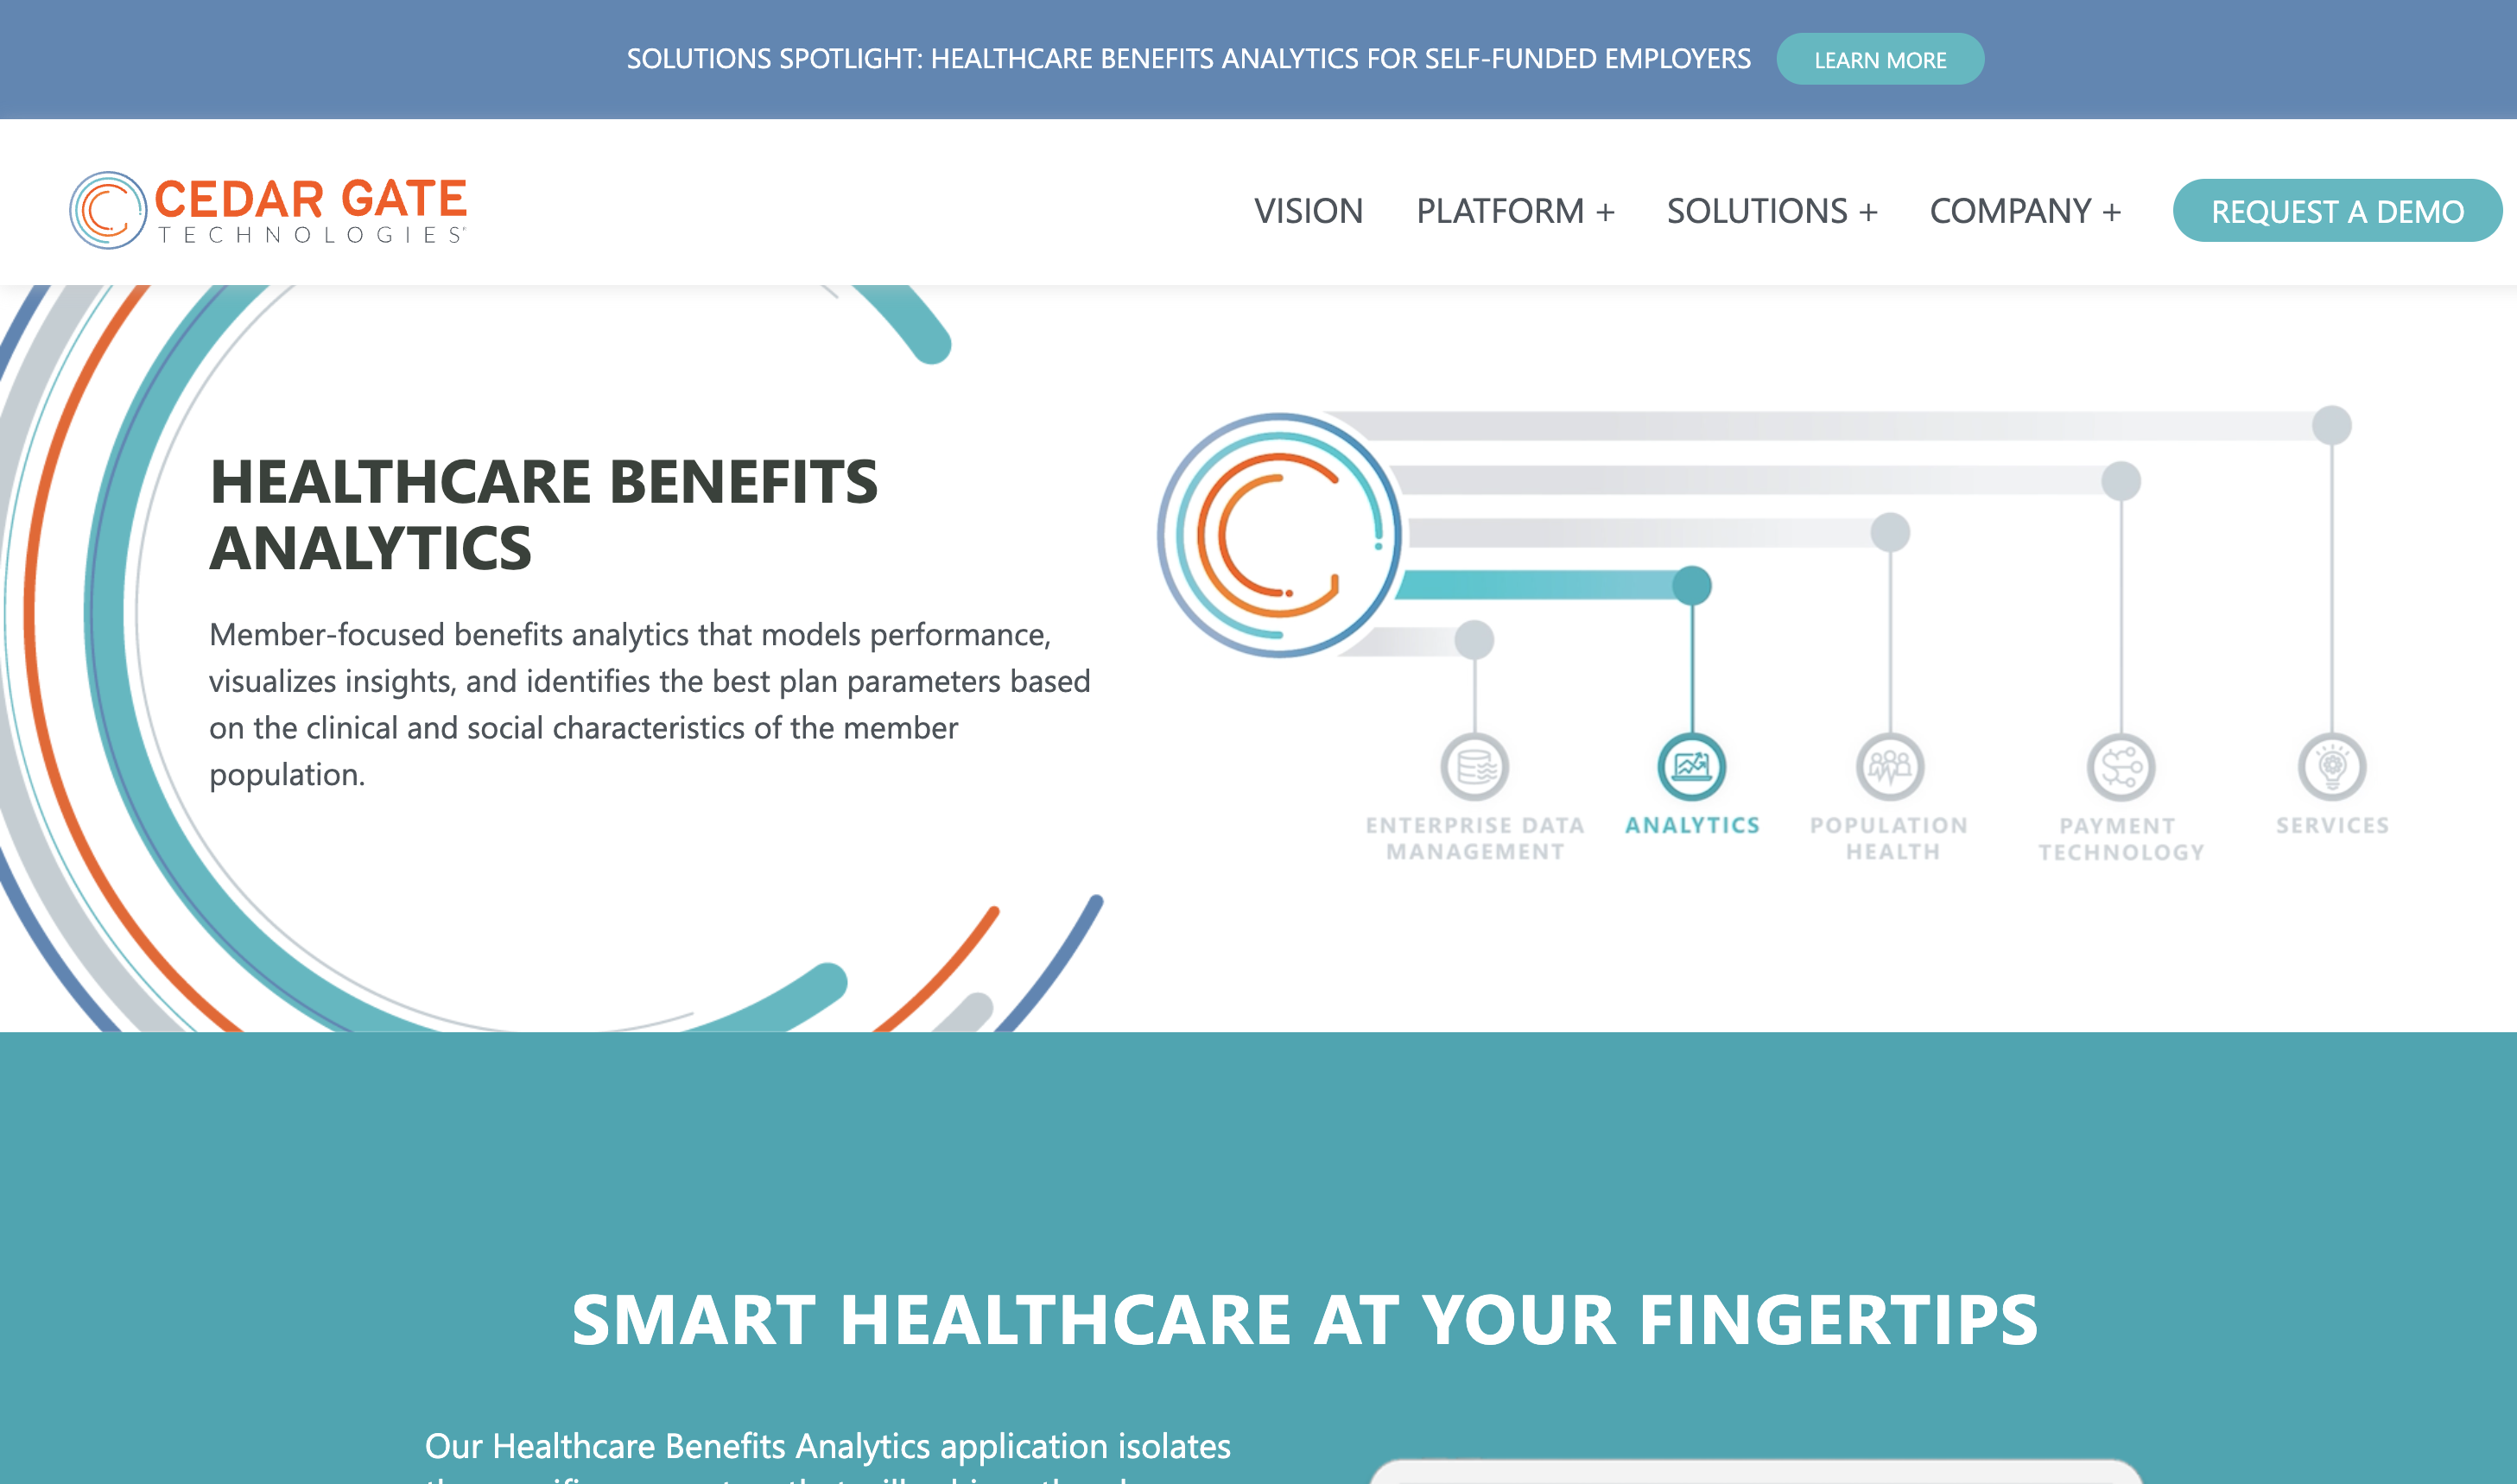 SOLUTIONS SPOTLIGHT: HEALTHCARE BENEFITS ANALYTICS FOR SELF-FUNDED EMPLOYERS
LEARN MORE
CEDAR GATE
TECHNOLOGIES
VISION
PLATFORM +
SOLUTIONS +
COMPANY +
REQUEST A DEMO
HEALTHCARE BENEFITS
ANALYTICS
Member-focused benefits analytics that models performance,
visualizes insights, and identifies the best plan parameters based
on the clinical and social characteristics of the member
population.
ENTERPRISE DATA
MANAGEMENT
ANALYTICS
POPULATION
HEALTH
PAYMENT
TECHNOLOGY
SERVICES
SMART HEALTHCARE AT YOUR FINGERTIPS
Our Healthcare Benefits Analytics application isolates